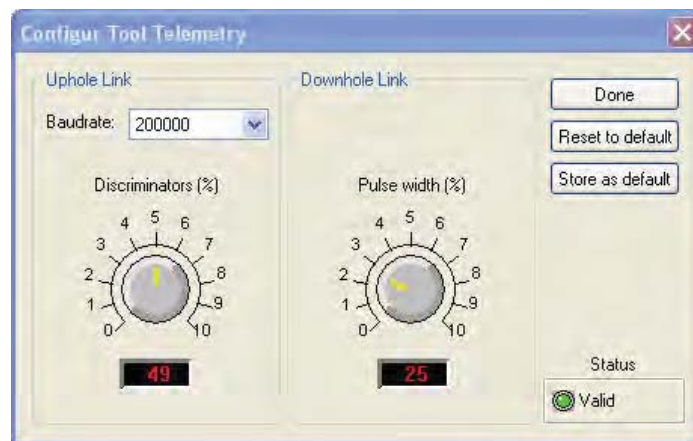 Configur Tool Telemetry
Uphole Link
Baudrate: 200000
Discriminators (%)
0 1 2 3 4 5 6 7 8 9 10
49
Downhole Link
Pulse width (%)
0 1 2 3 4 5 6 7 8 9 10
25
Done
Reset to default
Store as default
Status
Valid